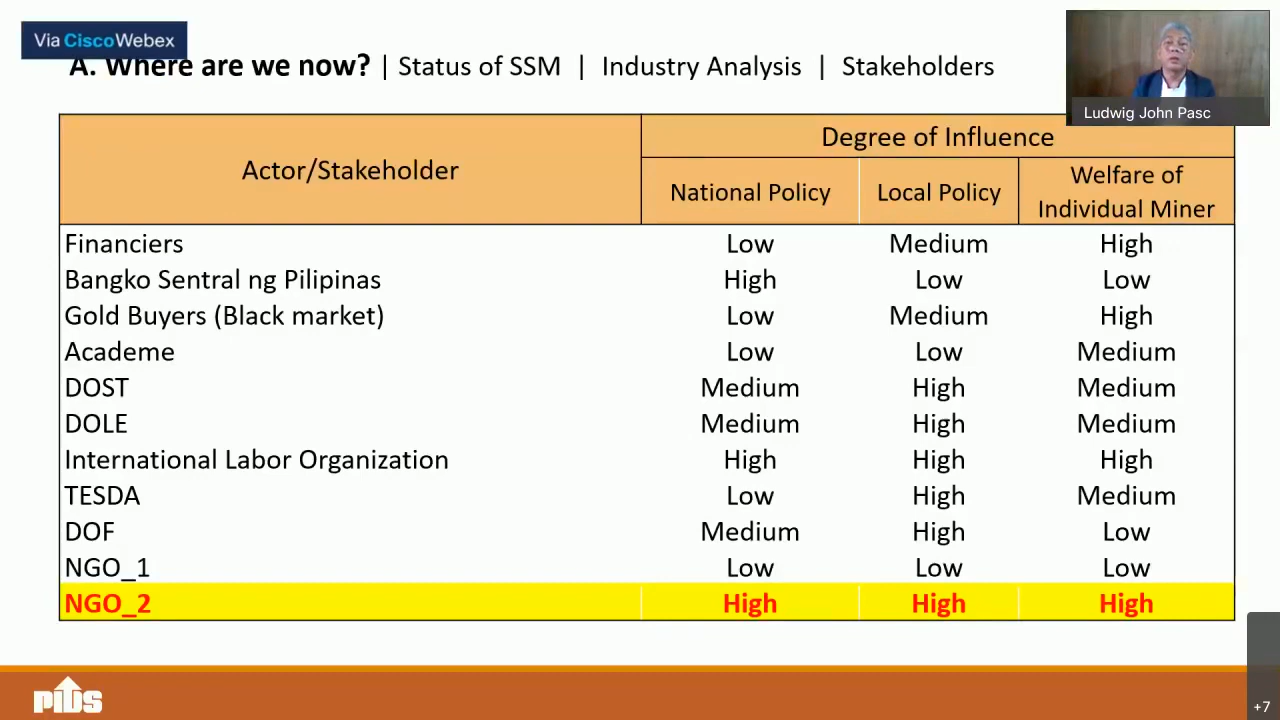 Via CiscoWebex
A. Where are we now? | Status of SSM | Industry Analysis | Stakeholders
Ludwig John Pasc
Actor/Stakeholder
Degree of Influence
National Policy Local Policy Welfare of Individual Miner
Financiers Low Medium High
Bangko Sentral ng Pilipinas High Low Low
Gold Buyers (Black market) Low Medium High
Academe Low Low Medium
DOST Medium High Medium
DOLE Medium High Medium
International Labor Organization High High High
TESDA Low High Medium
DOF Medium High Low
NGO_1 Low Low Low
NGO_2 High High High
PIDS
+7